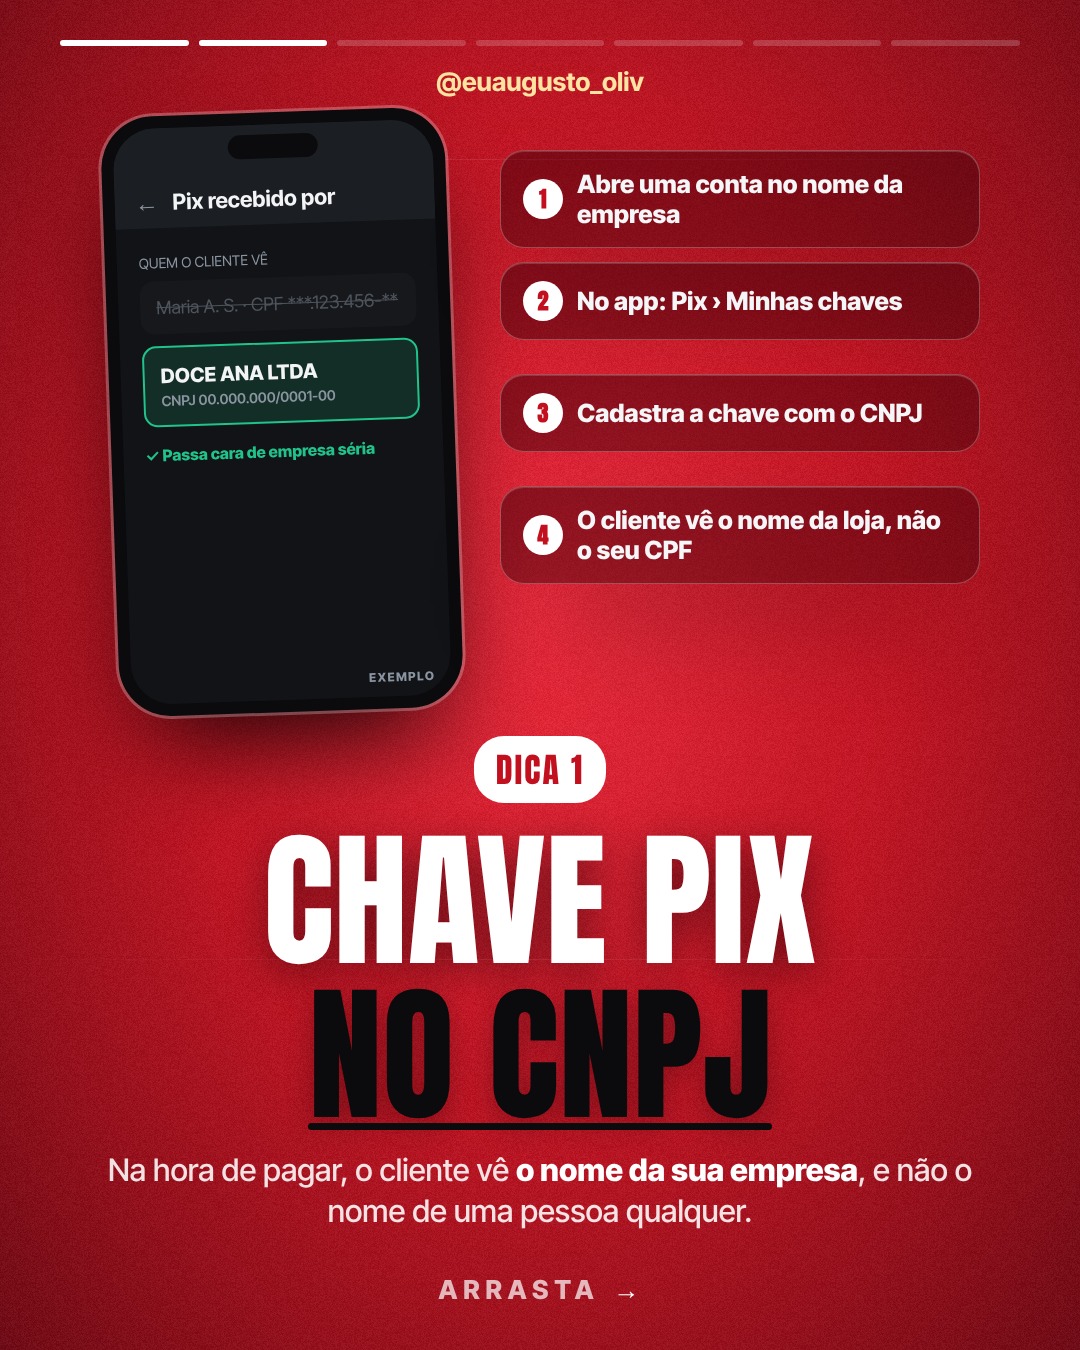 @euaugusto_oliv
← Pix recebido por
QUEM O CLIENTE VÊ
Maria A. S. · CPF ***.123.456-**
DOCE ANA LTDA
CNPJ 00.000.000/0001-00
✓ Passa cara de empresa séria
EXEMPLO
1 Abre uma conta no nome da
empresa
2 No app: Pix › Minhas chaves
3 Cadastra a chave com o CNPJ
4 O cliente vê o nome da loja, não
o seu CPF
DICA 1
CHAVE PIX
NO CNPJ
Na hora de pagar, o cliente vê o nome da sua empresa, e não o
nome de uma pessoa qualquer.
ARRASTA →